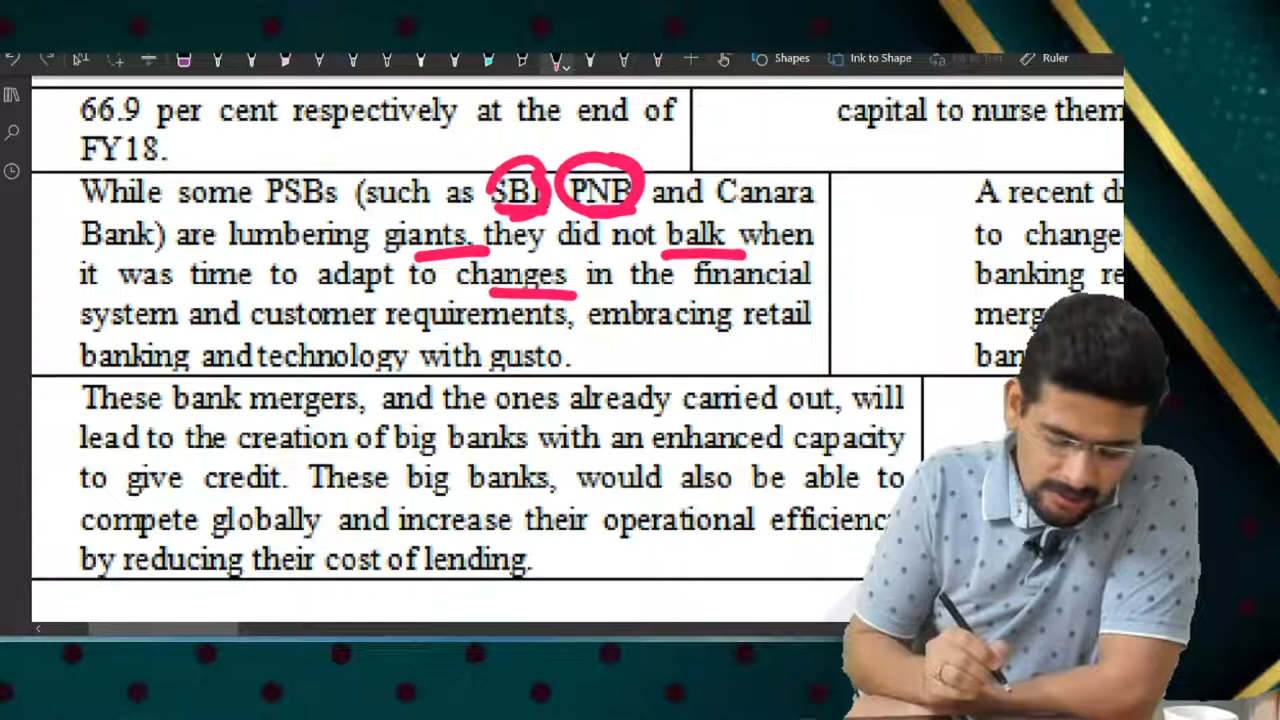 Shapes Ink to Shape Ruler
66.9 per cent respectively at the end of
FY18.
capital to nurse them
While some PSBs (such as SBI, PNB and Canara
Bank) are lumbering giants, they did not balk when
it was time to adapt to changes in the financial
system and customer requirements, embracing retail
banking and technology with gusto.
A recent
to change
banking
These bank mergers, and the ones already carried out, will
lead to the creation of big banks with an enhanced capacity
to give credit. These big banks, would also be able to
compete globally and increase their operational efficienc
by reducing their cost of lending.